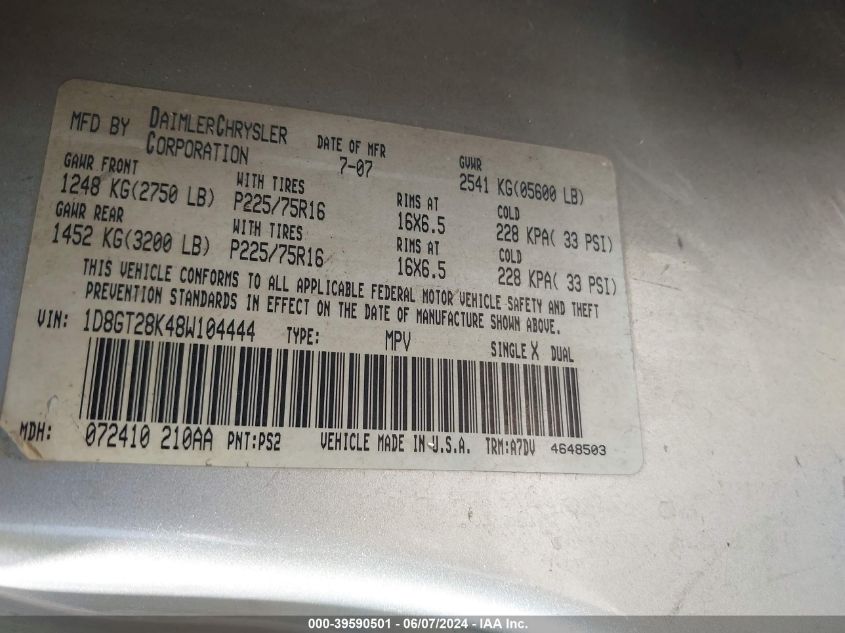 MFD BY DAIMLERCHRYSLER CORPORATION DATE OF MFR 7-07 GVWR 2541 KG(05600 LB)
GAWR FRONT WITH TIRES RIMS AT COLD
1248 KG(2750 LB) P225/75R16 16X6.5 228 KPA( 33 PSI)
GAWR REAR WITH TIRES RIMS AT COLD
1452 KG(3200 LB) P225/75R16 16X6.5 228 KPA( 33 PSI)
THIS VEHICLE CONFORMS TO ALL APPLICABLE FEDERAL MOTOR VEHICLE SAFETY AND THEFT
PREVENTION STANDARDS IN EFFECT ON THE DATE OF MANUFACTURE SHOWN ABOVE.
VIN: 1D8GT28K48W104444 TYPE: MPV SINGLE X DUAL
MDH: 072410 210AA PNT:PS2 VEHICLE MADE IN U.S.A. TRM:A7DV 4648503
000-39590501 - 06/07/2024 - IAA Inc.